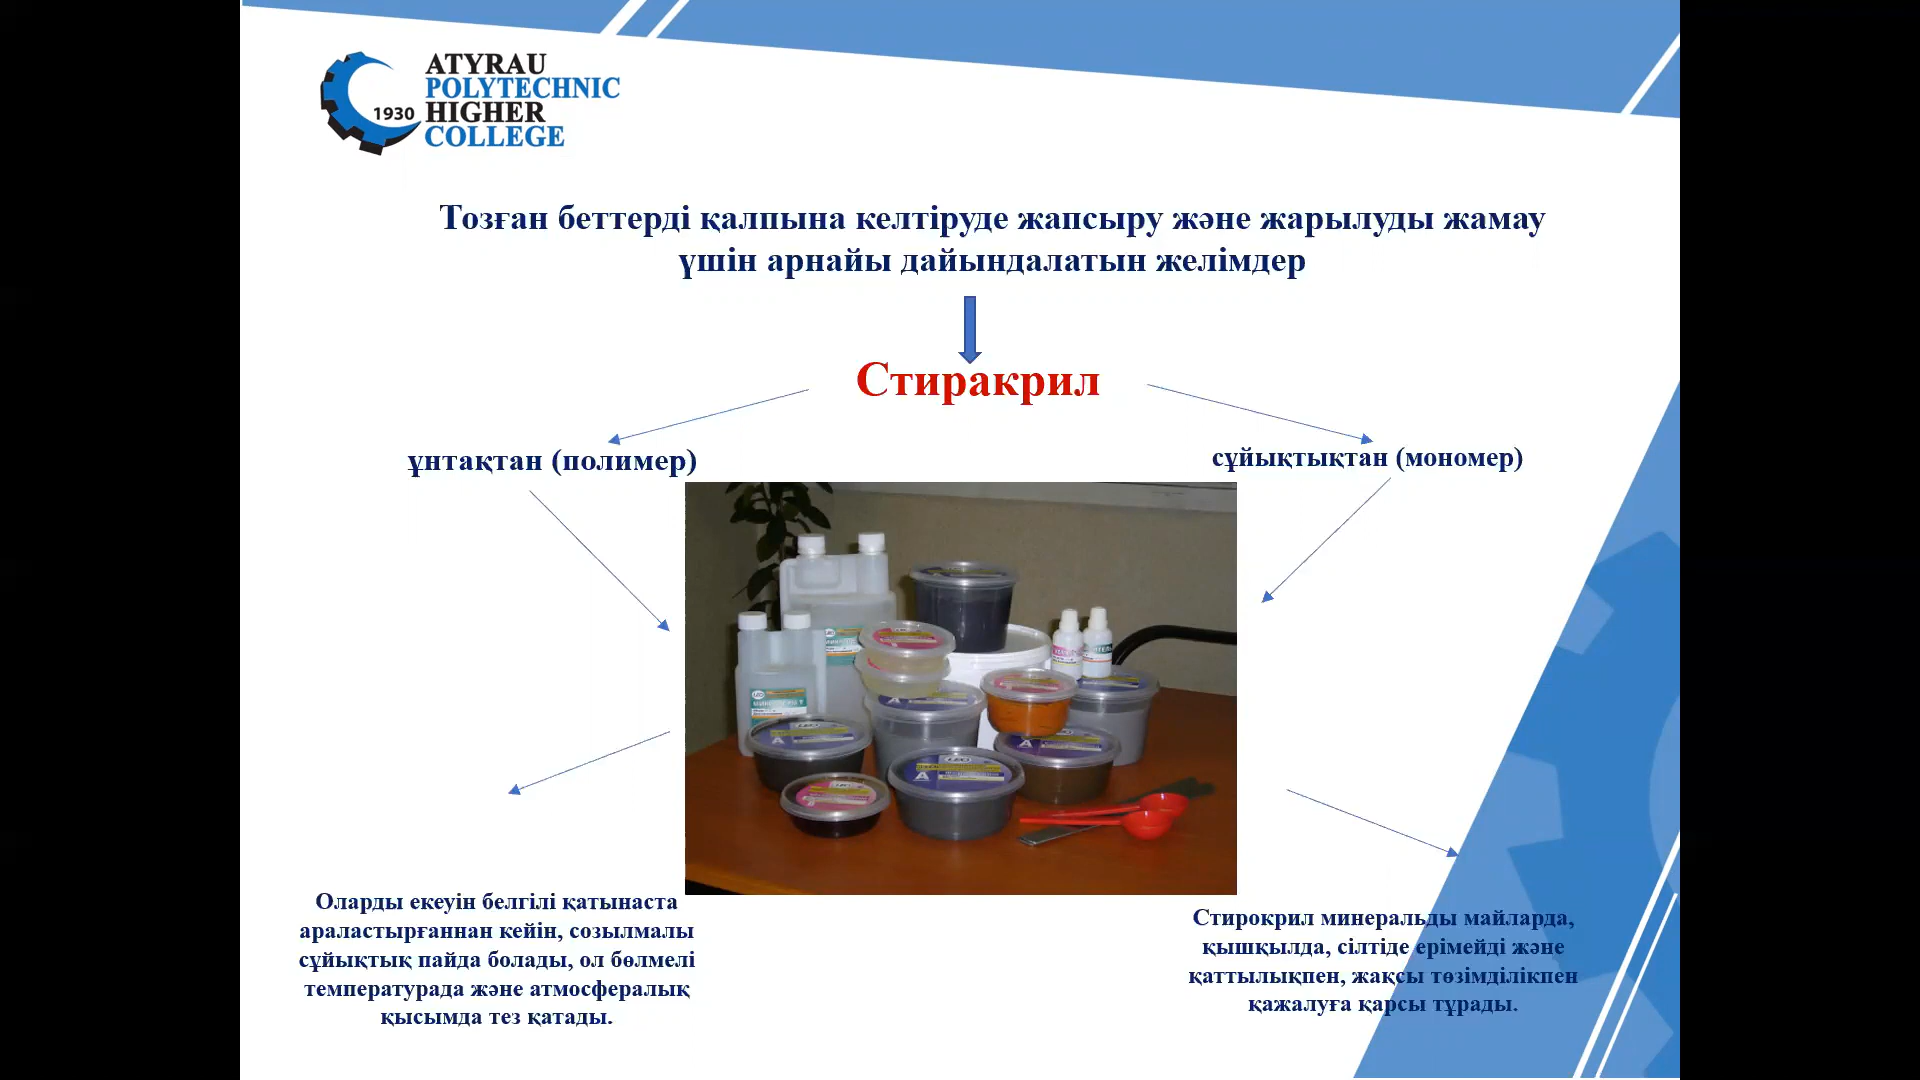 ATYRAU
POLYTECHNIC
HIGHER
COLLEGE
1930
Тозған беттерді қалпына келтіруде жапсыру және жарылуды жамау
үшін арнайы дайындалатын желімдер
Стиракрил
ұнтақтан (полимер)
сұйықтықтан (мономер)
LEO
A
A
Оларды екеуін белгілі қатынаста
араластырғаннан кейін, созылмалы
сұйықтық пайда болады, ол бөлмелі
температурада және атмосфералық
қысымда тез қатады.
Стирокрил минеральды майларда,
қышқылда, сілтіде ерімейді және
қаттылықпен, жақсы төзімділікпен
қажалуға қарсы тұрады.